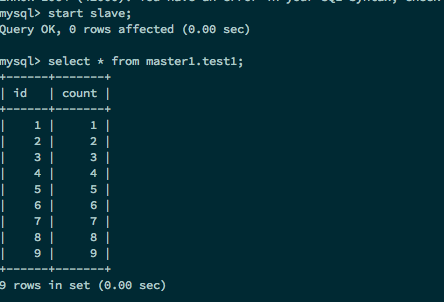 mysql> start slave;
Query OK, 0 rows affected (0.00 sec)
mysql> select * from master1.test1;
+------+-------+
| id   | count |
+------+-------+
|    1 |     1 |
|    2 |     2 |
|    3 |     3 |
|    4 |     4 |
|    5 |     5 |
|    6 |     6 |
|    7 |     7 |
|    8 |     8 |
|    9 |     9 |
+------+-------+
9 rows in set (0.00 sec)